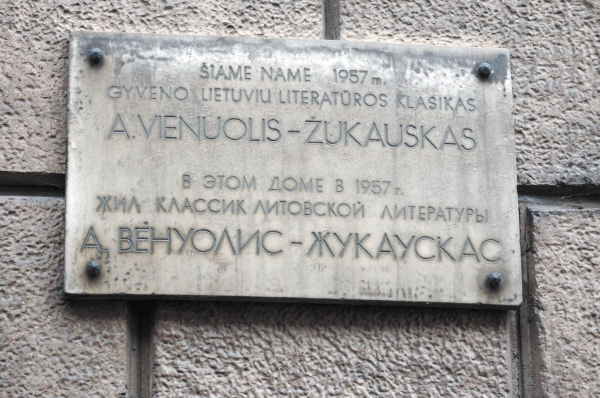 ŠIAME NAME 1957 m.
GYVENO LIETUVIŲ LITERATŪROS KLASIKAS
A. VIENUOLIS – ŽUKAUSKAS
В ЭТОМ ДОМЕ В 1957 г.
ЖИЛ КЛАССИК ЛИТОВСКОЙ ЛИТЕРАТУРЫ
А. ВЕНУОЛИС – ЖУКАУСКАС